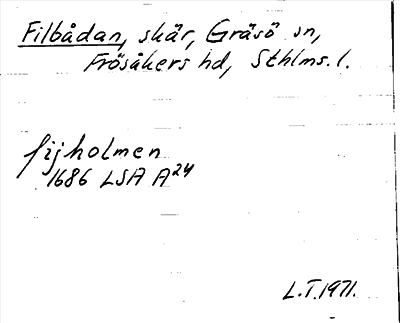 Filbådan, skär, Gräsö sn,
Frösåkers hd, Sthlms. l.
fijholmen
1686 LSA A24
L.T. 1971.